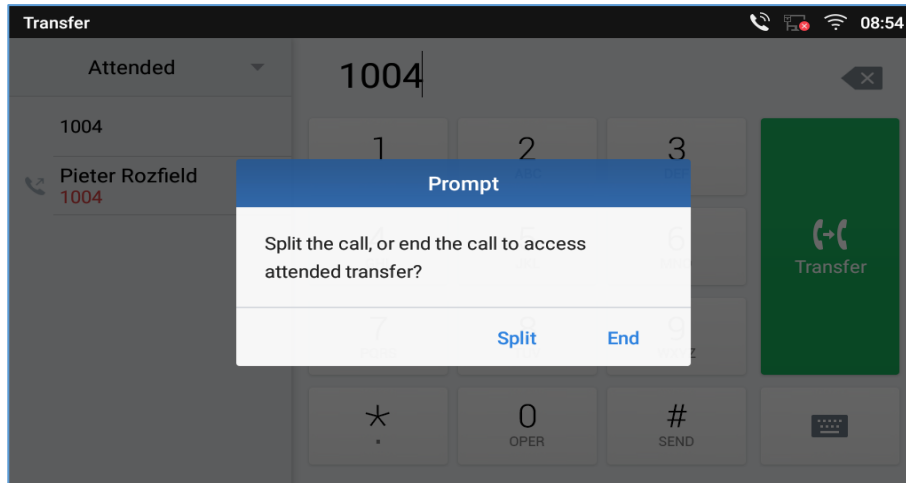 Transfer
08:54
Attended
1004
1004
Pieter Rozfield
1004
1
2
3
Prompt
Split the call, or end the call to access
attended transfer?
Split
End
Transfer
0
#
OPER
SEND